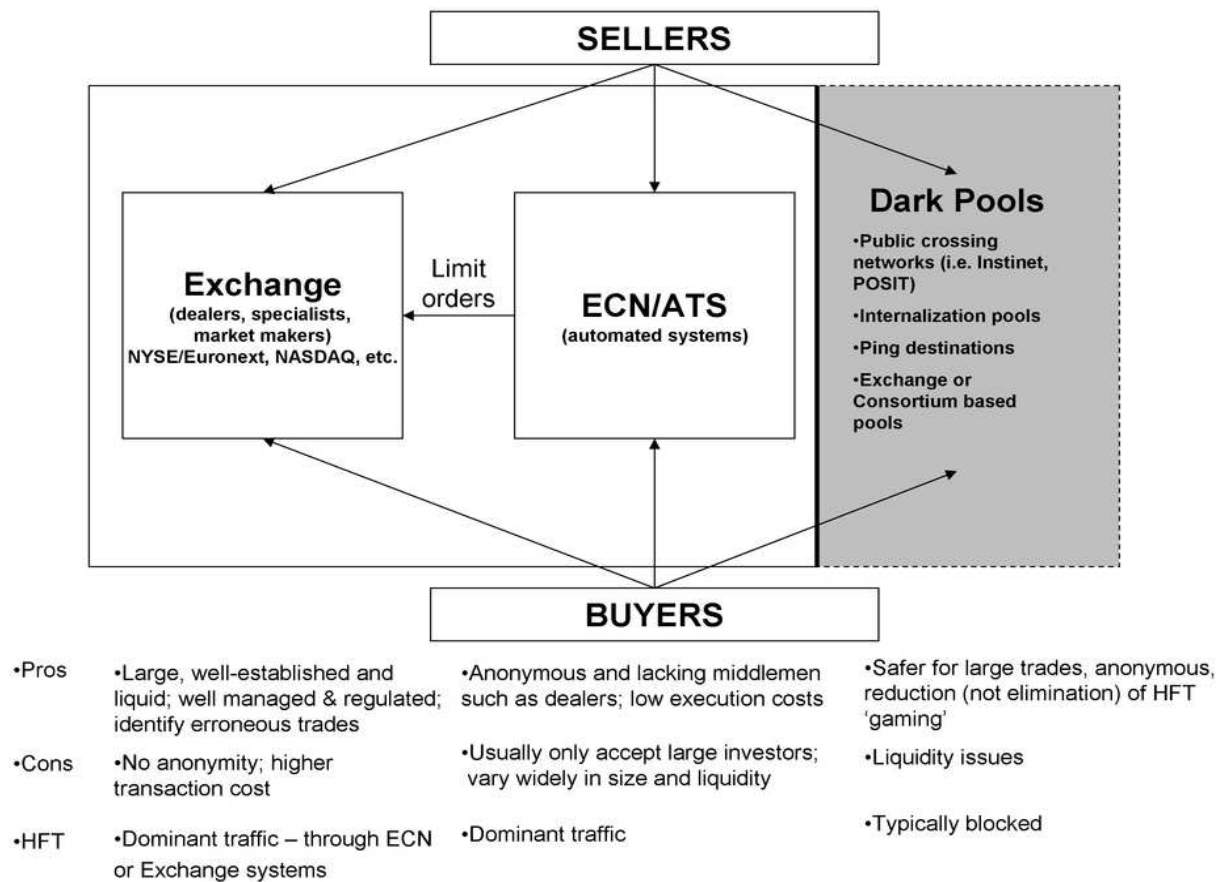 SELLERS
Exchange
(dealers, specialists,
market makers)
NYSE/Euronext, NASDAQ, etc.
Limit
orders
ECN/ATS
(automated systems)
Dark Pools
•Public crossing
networks (i.e. Instinet,
POSIT)
•Internalization pools
•Ping destinations
•Exchange or
Consortium based
pools
BUYERS
•Pros
•Large, well-established and
liquid; well managed & regulated;
identify erroneous trades
•Anonymous and lacking middlemen
such as dealers; low execution costs
•Safer for large trades, anonymous,
reduction (not elimination) of HFT
‘gaming’
•Cons
•No anonymity; higher
transaction cost
•Usually only accept large investors;
vary widely in size and liquidity
•Liquidity issues
•HFT
•Dominant traffic – through ECN
or Exchange systems
•Dominant traffic
•Typically blocked